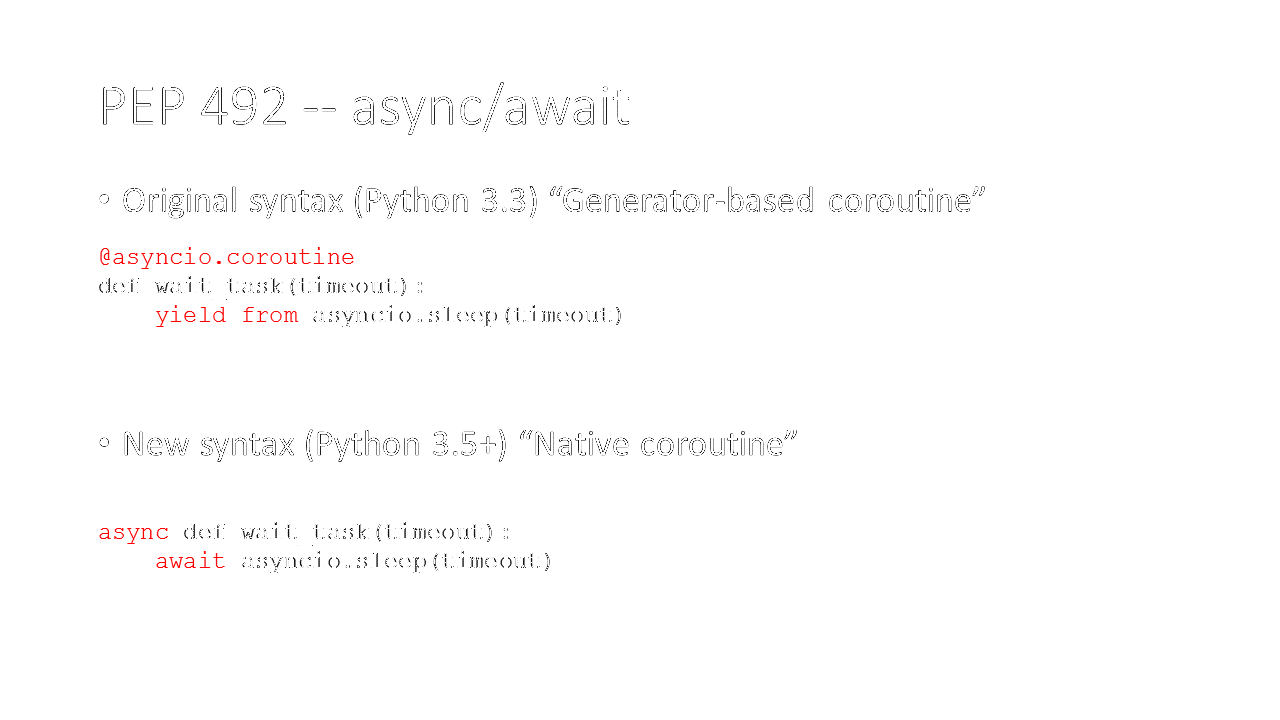 PEP 492 -- async/await
• Original syntax (Python 3.3) “Generator-based coroutine”
@asyncio.coroutine
def wait_task(timeout):
    yield from asyncio.sleep(timeout)
• New syntax (Python 3.5+) “Native coroutine”
async def wait_task(timeout):
    await asyncio.sleep(timeout)